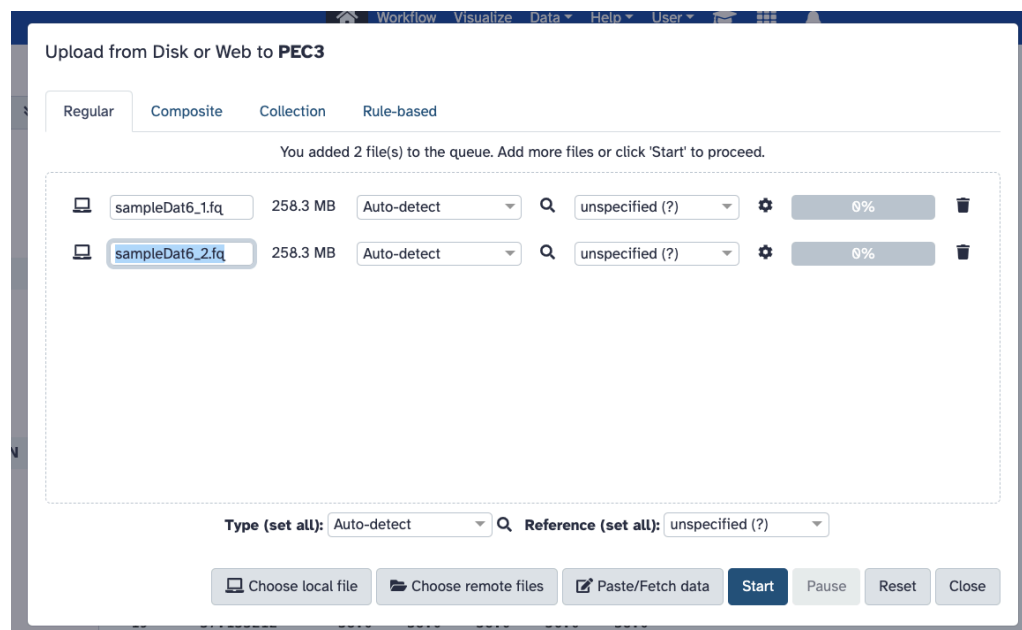 Workflow Visualize Data Help User
Upload from Disk or Web to PEC3
Regular Composite Collection Rule-based
You added 2 file(s) to the queue. Add more files or click 'Start' to proceed.
sampleDat6_1.fq 258.3 MB Auto-detect unspecified (?) 0%
sampleDat6_2.fq 258.3 MB Auto-detect unspecified (?) 0%
N
Type (set all): Auto-detect Reference (set all): unspecified (?)
Choose local file Choose remote files Paste/Fetch data Start Pause Reset Close